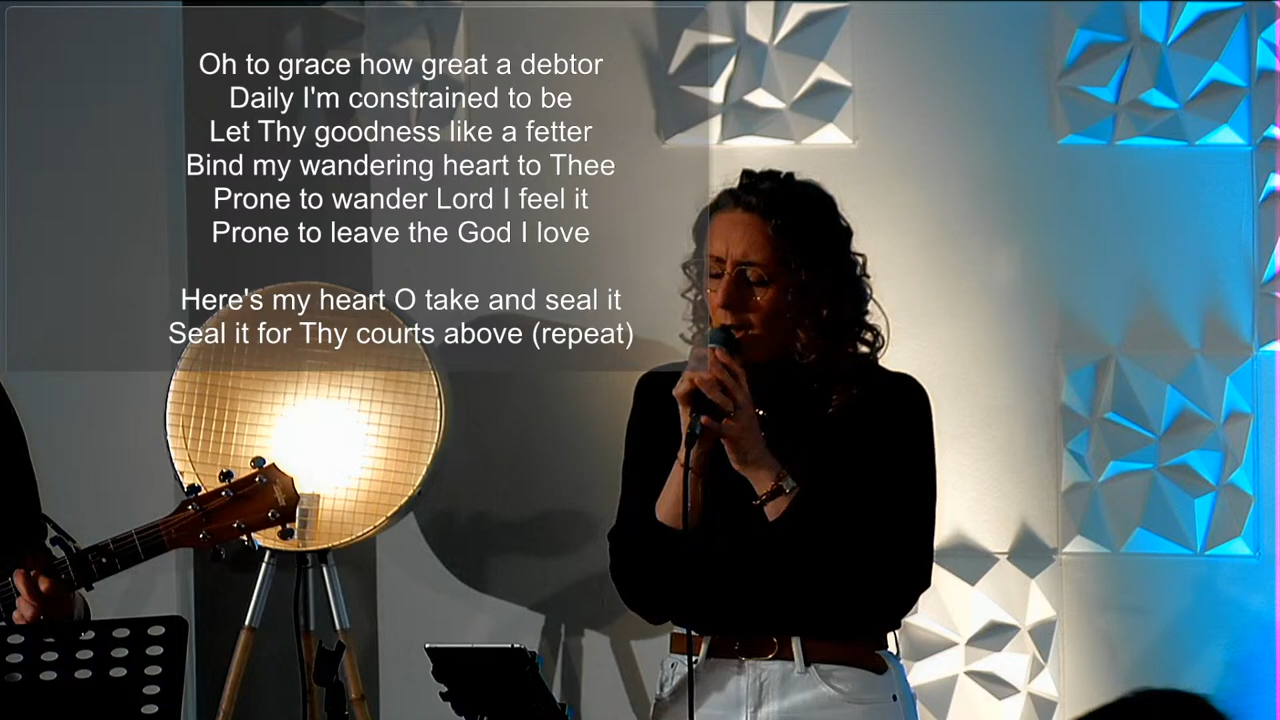 Oh to grace how great a debtor
Daily I'm constrained to be
Let Thy goodness like a fetter
Bind my wandering heart to Thee
Prone to wander Lord I feel it
Prone to leave the God I love
Here's my heart O take and seal it
Seal it for Thy courts above (repeat)